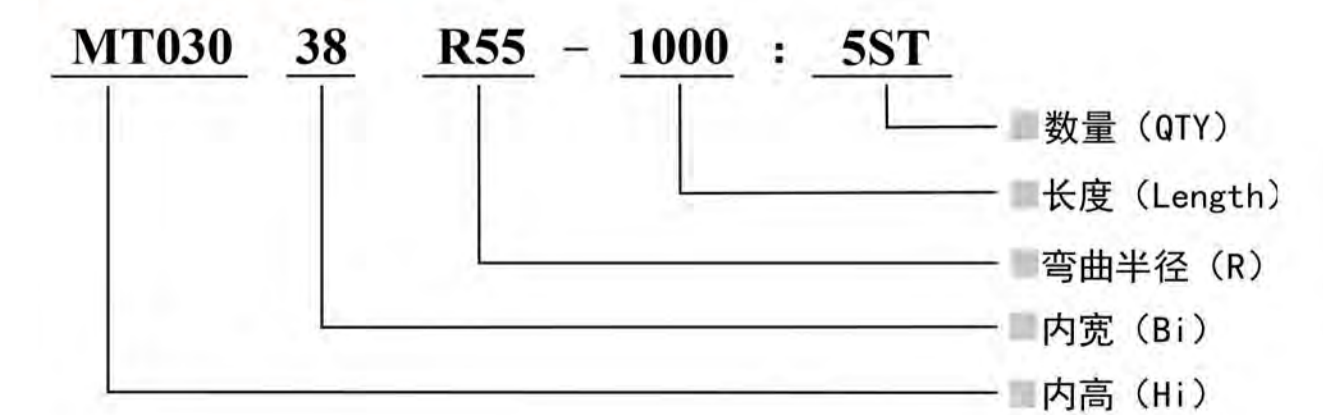 MT030 38 R55 - 1000 : 5ST
数量（QTY）
长度（Length）
弯曲半径（R）
内宽（Bi）
内高（Hi）